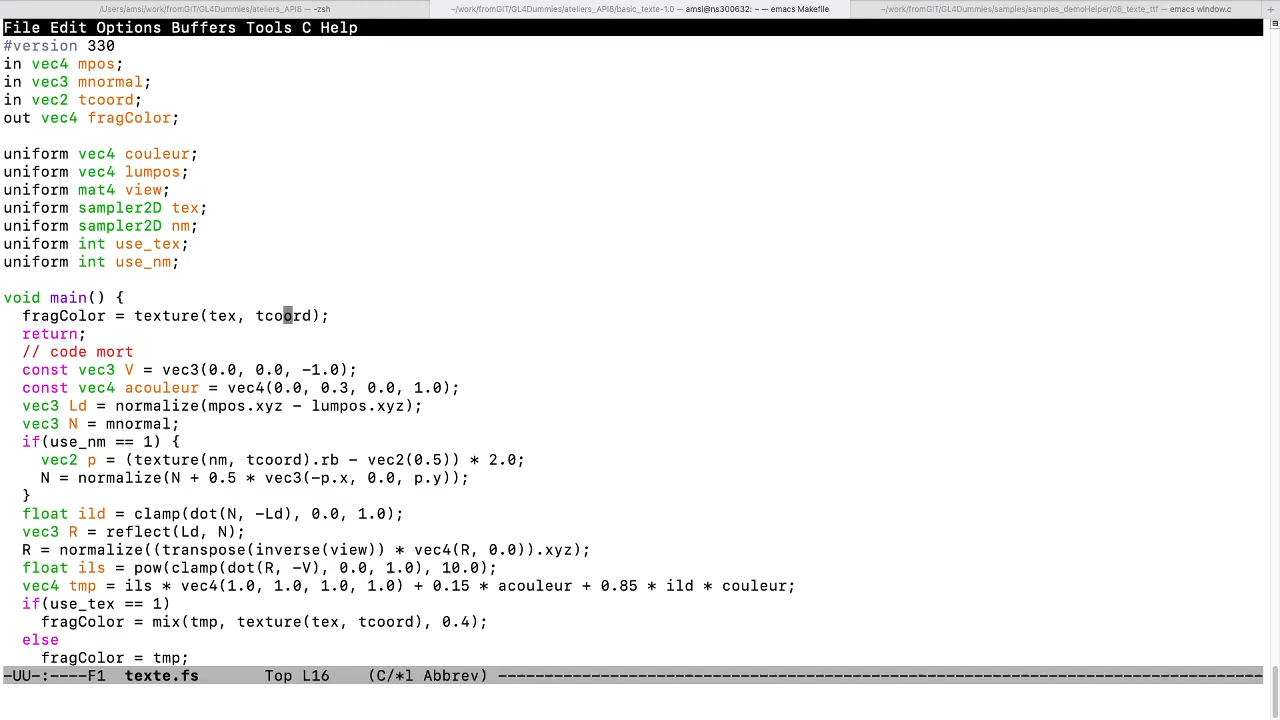 /Users/amsi/work/fromGIT/GL4Dummies/ateliers_API8 — -zsh
~/work/fromGIT/GL4Dummies/ateliers_API8/basic_texte-1.0 — amsi@ns300632: ~ — emacs Makefile
~/work/fromGIT/GL4Dummies/samples/samples_demoHelper/08_texte_ttf — emacs window.c
+
File Edit Options Buffers Tools C Help
#version 330
in vec4 mpos;
in vec3 mnormal;
in vec2 tcoord;
out vec4 fragColor;
uniform vec4 couleur;
uniform vec4 lumpos;
uniform mat4 view;
uniform sampler2D tex;
uniform sampler2D nm;
uniform int use_tex;
uniform int use_nm;
void main() {
  fragColor = texture(tex, tcoord);
  return;
  // code mort
  const vec3 V = vec3(0.0, 0.0, -1.0);
  const vec4 acouleur = vec4(0.0, 0.3, 0.0, 1.0);
  vec3 Ld = normalize(mpos.xyz - lumpos.xyz);
  vec3 N = mnormal;
  if(use_nm == 1) {
    vec2 p = (texture(nm, tcoord).rb - vec2(0.5)) * 2.0;
    N = normalize(N + 0.5 * vec3(-p.x, 0.0, p.y));
  }
  float ild = clamp(dot(N, -Ld), 0.0, 1.0);
  vec3 R = reflect(Ld, N);
  R = normalize((transpose(inverse(view)) * vec4(R, 0.0)).xyz);
  float ils = pow(clamp(dot(R, -V), 0.0, 1.0), 10.0);
  vec4 tmp = ils * vec4(1.0, 1.0, 1.0, 1.0) + 0.15 * acouleur + 0.85 * ild * couleur;
  if(use_tex == 1)
    fragColor = mix(tmp, texture(tex, tcoord), 0.4);
  else
    fragColor = tmp;
-UU-:----F1  texte.fs       Top L16    (C/*l Abbrev) ----------------------------------------------------------------------------------